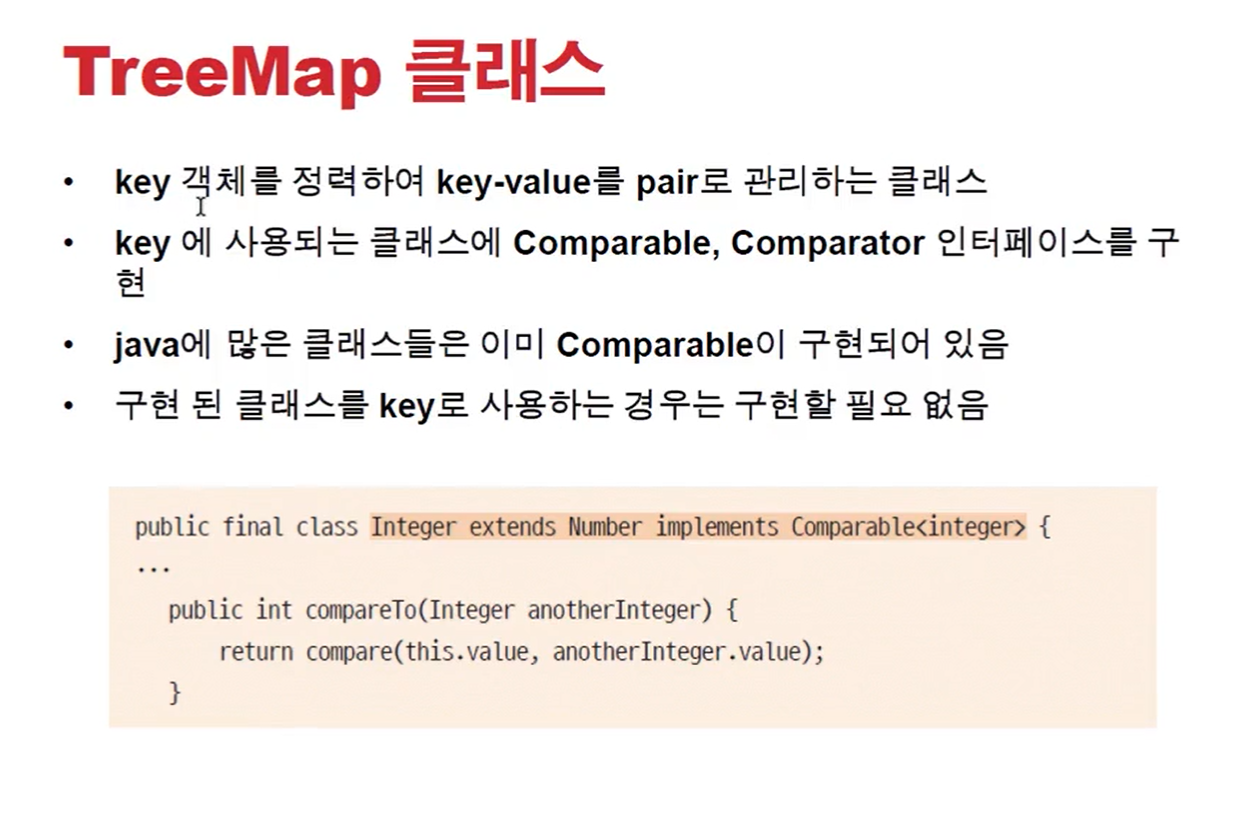 TreeMap 클래스
• key 객체를 정력하여 key-value를 pair로 관리하는 클래스
• key 에 사용되는 클래스에 Comparable, Comparator 인터페이스를 구
현
• java에 많은 클래스들은 이미 Comparable이 구현되어 있음
• 구현 된 클래스를 key로 사용하는 경우는 구현할 필요 없음
public final class Integer extends Number implements Comparable<integer> {
...
public int compareTo(Integer anotherInteger) {
return compare(this.value, anotherInteger.value);
}